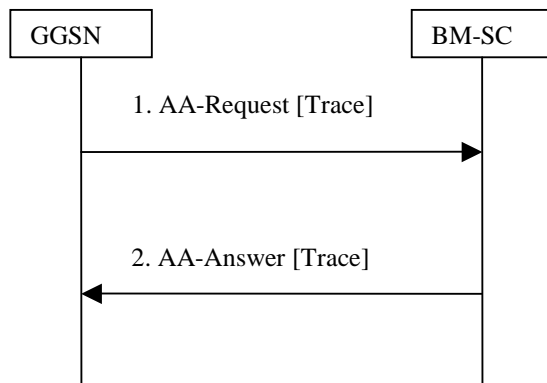 GGSN
BM-SC
1. AA-Request [Trace]
2. AA-Answer [Trace]